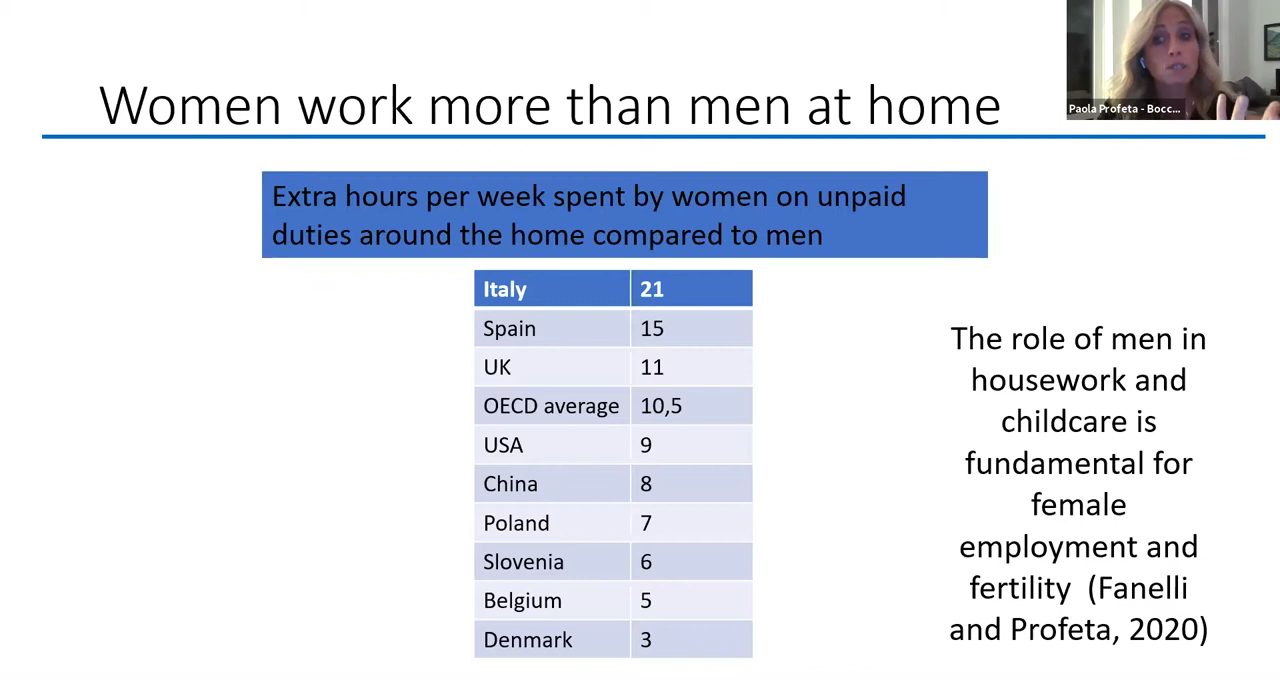 Women work more than men at home
Paola Profeta - Bocc...
Extra hours per week spent by women on unpaid
duties around the home compared to men
Italy 21
Spain 15
UK 11
OECD average 10,5
USA 9
China 8
Poland 7
Slovenia 6
Belgium 5
Denmark 3
The role of men in
housework and
childcare is
fundamental for
female
employment and
fertility (Fanelli
and Profeta, 2020)